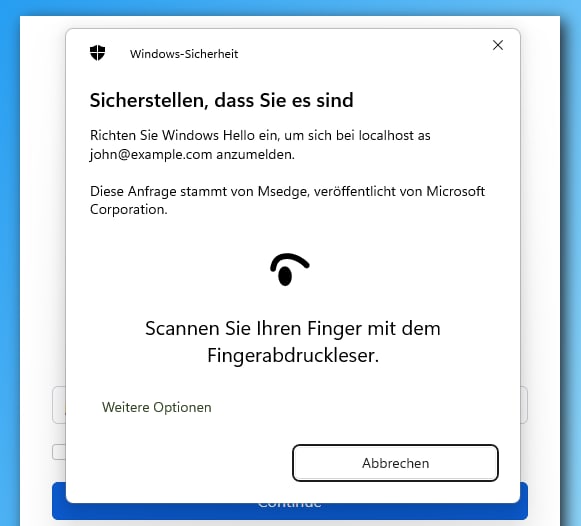 Windows-Sicherheit
Sicherstellen, dass Sie es sind
Richten Sie Windows Hello ein, um sich bei localhost as
john@example.com anzumelden.
Diese Anfrage stammt von Msedge, veröffentlicht von Microsoft
Corporation.
Scannen Sie Ihren Finger mit dem
Fingerabdruckleser.
Weitere Optionen
Abbrechen
Continue